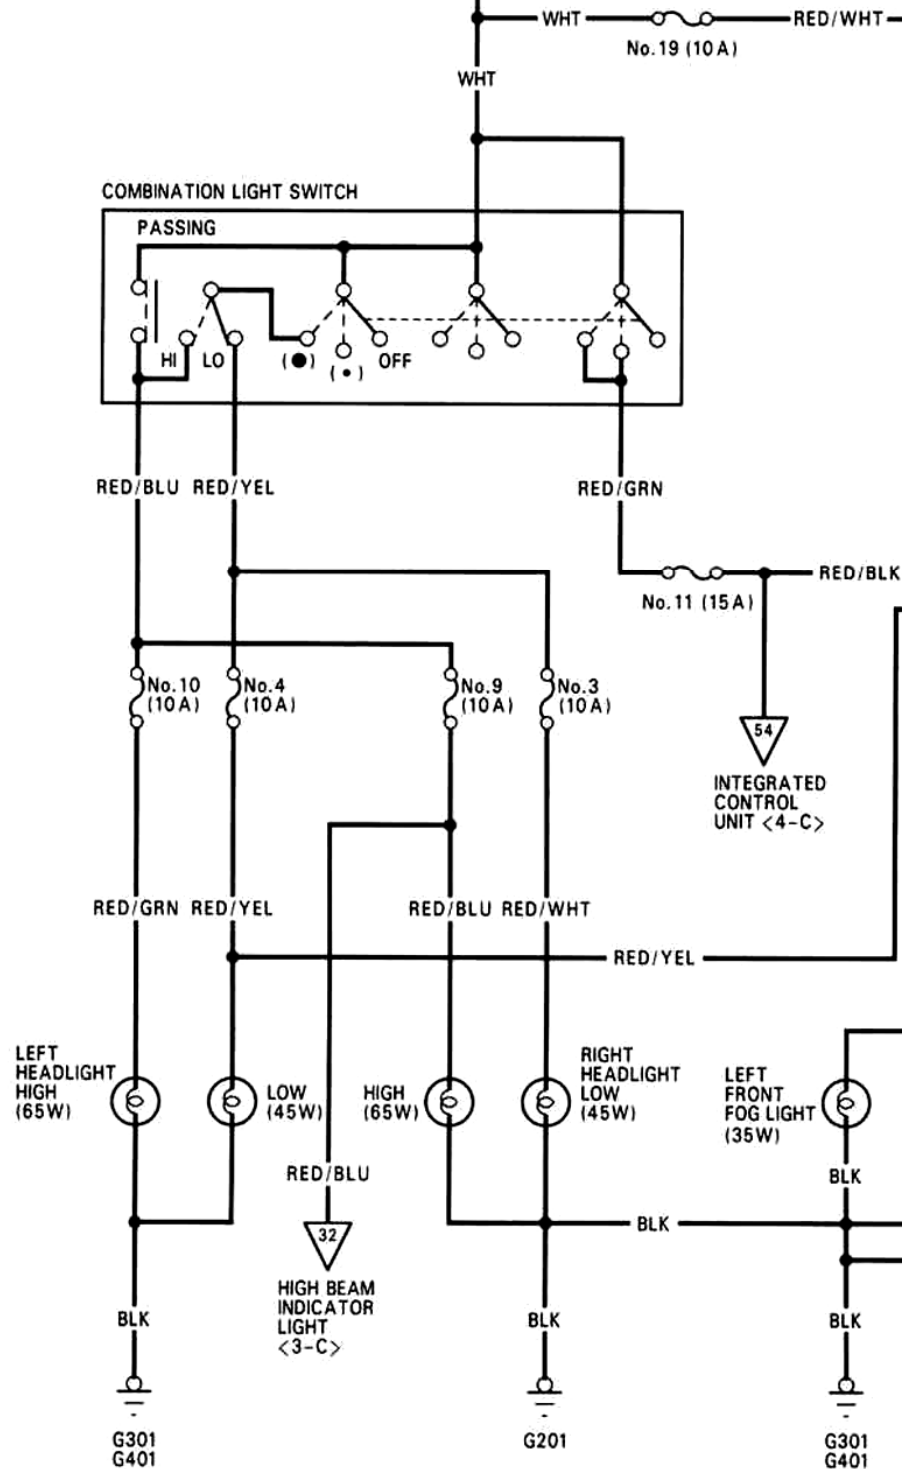 WHT
RED/WHT
No.19 (10A)
WHT
COMBINATION LIGHT SWITCH
PASSING
HI
LO
(●)
(•)
OFF
RED/BLU
RED/YEL
RED/GRN
RED/BLK
No.11 (15A)
No.10
(10A)
No.4
(10A)
No.9
(10A)
No.3
(10A)
54
INTEGRATED
CONTROL
UNIT <4-C>
RED/GRN
RED/YEL
RED/BLU
RED/WHT
RED/YEL
LEFT
HEADLIGHT
HIGH
(65W)
LOW
(45W)
HIGH
(65W)
RIGHT
HEADLIGHT
LOW
(45W)
LEFT
FRONT
FOG LIGHT
(35W)
RED/BLU
BLK
BLK
32
HIGH BEAM
INDICATOR
LIGHT
<3-C>
BLK
BLK
BLK
G301
G401
G201
G301
G401